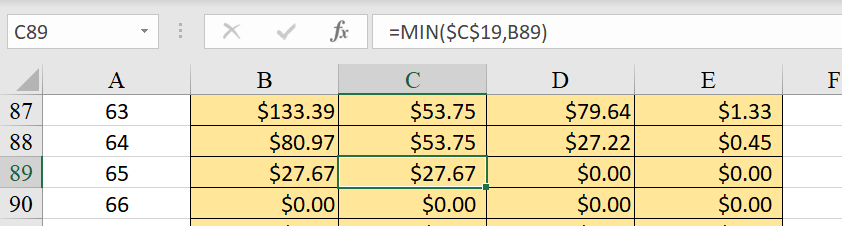 C89 fx =MIN($C$19,B89)
A B C D E F
87 63 $133.39 $53.75 $79.64 $1.33
88 64 $80.97 $53.75 $27.22 $0.45
89 65 $27.67 $27.67 $0.00 $0.00
90 66 $0.00 $0.00 $0.00 $0.00